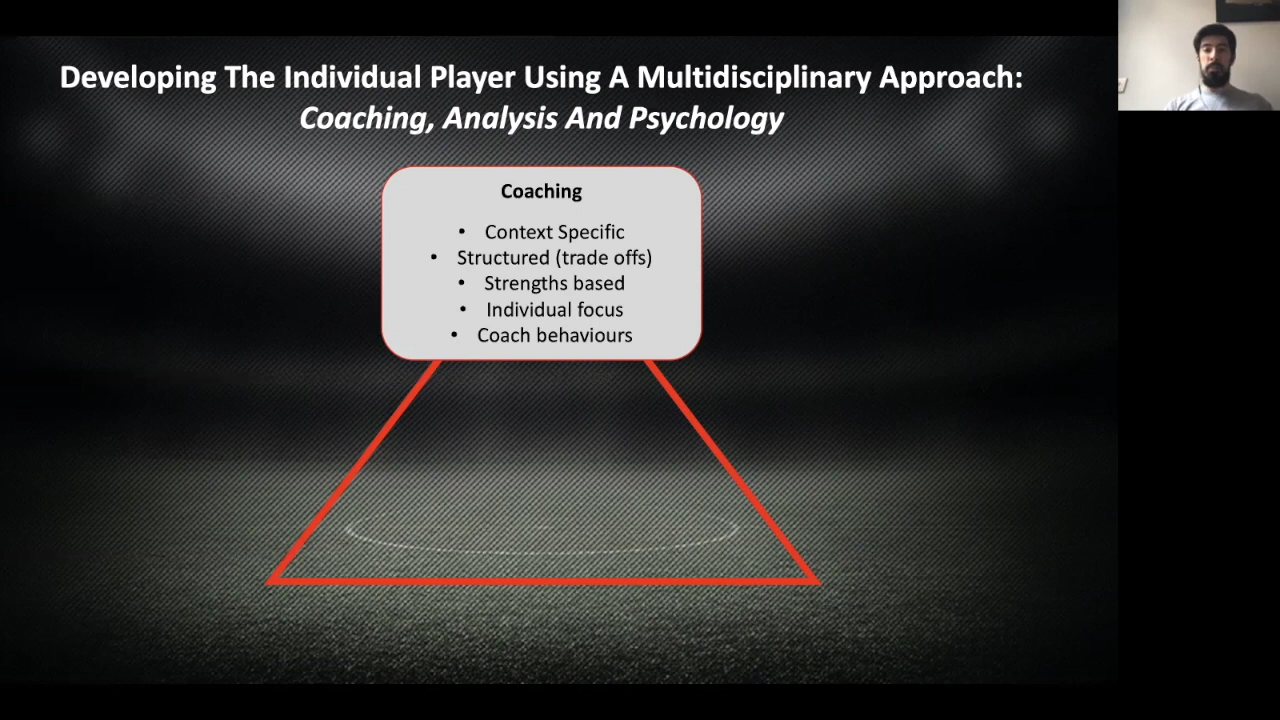 Developing The Individual Player Using A Multidisciplinary Approach:
Coaching, Analysis And Psychology
Coaching
• Context Specific
• Structured (trade offs)
• Strengths based
• Individual focus
• Coach behaviours